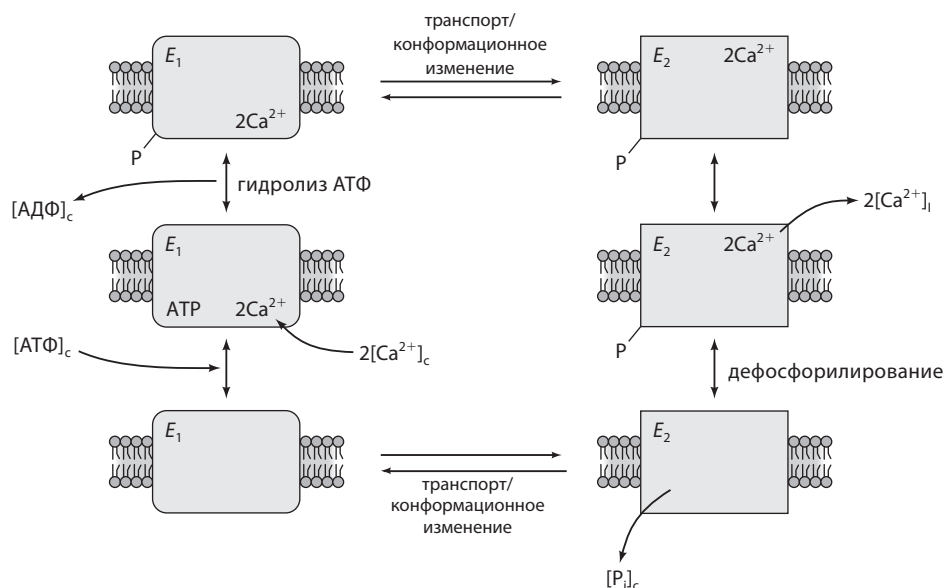 транспорт/
конформационное
изменение
E₁
2Ca²⁺
P
E₂ 2Ca²⁺
P
гидролиз АТФ
[АДФ]c
2[Ca²⁺]l
E₁
ATP 2Ca²⁺
E₂ 2Ca²⁺
P
[АТФ]c
2[Ca²⁺]c
дефосфорилирование
E₁
E₂
транспорт/
конформационное
изменение
[Pi]c